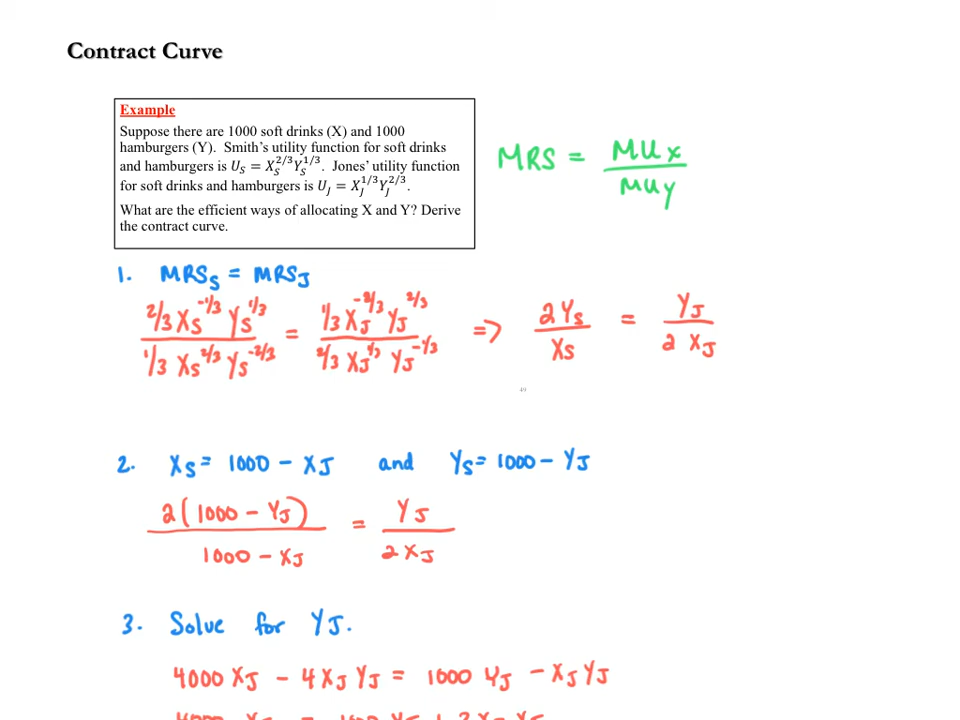 Contract Curve
Example
Suppose there are 1000 soft drinks (X) and 1000
hamburgers (Y). Smith's utility function for soft drinks
and hamburgers is U_S = X_S^{2/3}Y_S^{1/3}. Jones' utility function
for soft drinks and hamburgers is U_J = X_J^{1/3}Y_J^{2/3}.
What are the efficient ways of allocating X and Y? Derive
the contract curve.
MRS = MUx / MUy
1. MRS_S = MRS_J
(2/3 X_S^{-1/3} Y_S^{1/3}) / (1/3 X_S^{2/3} Y_S^{-2/3}) = (1/3 X_J^{-2/3} Y_J^{2/3}) / (2/3 X_J^{1/3} Y_J^{-1/3}) => 2Y_S / X_S = Y_J / 2 X_J
2. X_S = 1000 - X_J and Y_S = 1000 - Y_J
2(1000 - Y_J) / 1000 - X_J = Y_J / 2X_J
3. Solve for Y_J.
4000 X_J - 4X_J Y_J = 1000 Y_J - X_J Y_J